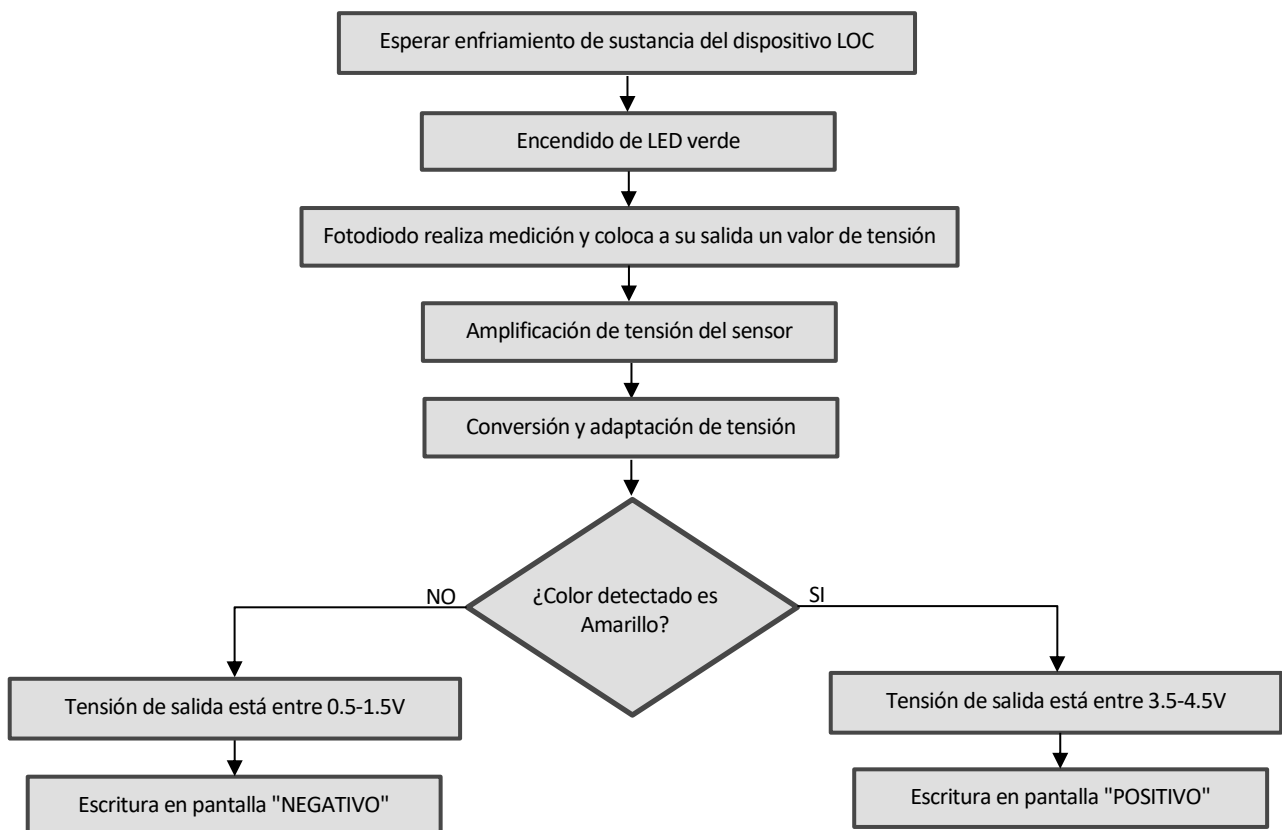 Esperar enfriamiento de sustancia del dispositivo LOC
Encendido de LED verde
Fotodiodo realiza medición y coloca a su salida un valor de tensión
Amplificación de tensión del sensor
Conversión y adaptación de tensión
¿Color detectado es
Amarillo?
NO
SI
Tensión de salida está entre 0.5-1.5V
Tensión de salida está entre 3.5-4.5V
Escritura en pantalla "NEGATIVO"
Escritura en pantalla "POSITIVO"